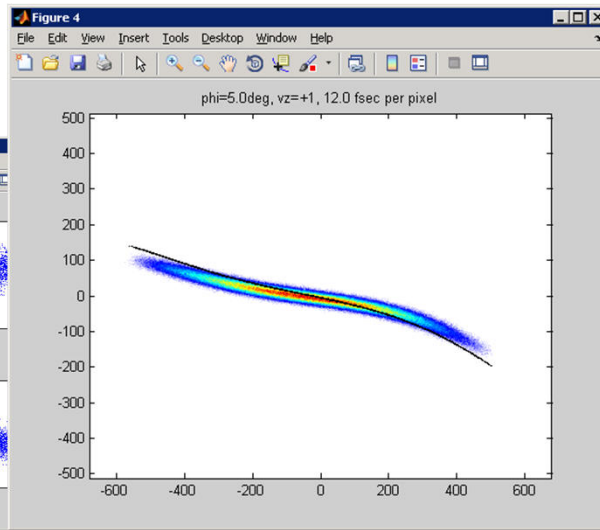 Figure 4
File Edit View Insert Tools Desktop Window Help
phi=5.0deg, vz=+1, 12.0 fsec per pixel
500
400
300
200
100
0
-100
-200
-300
-400
-500
-600 -400 -200 0 200 400 600